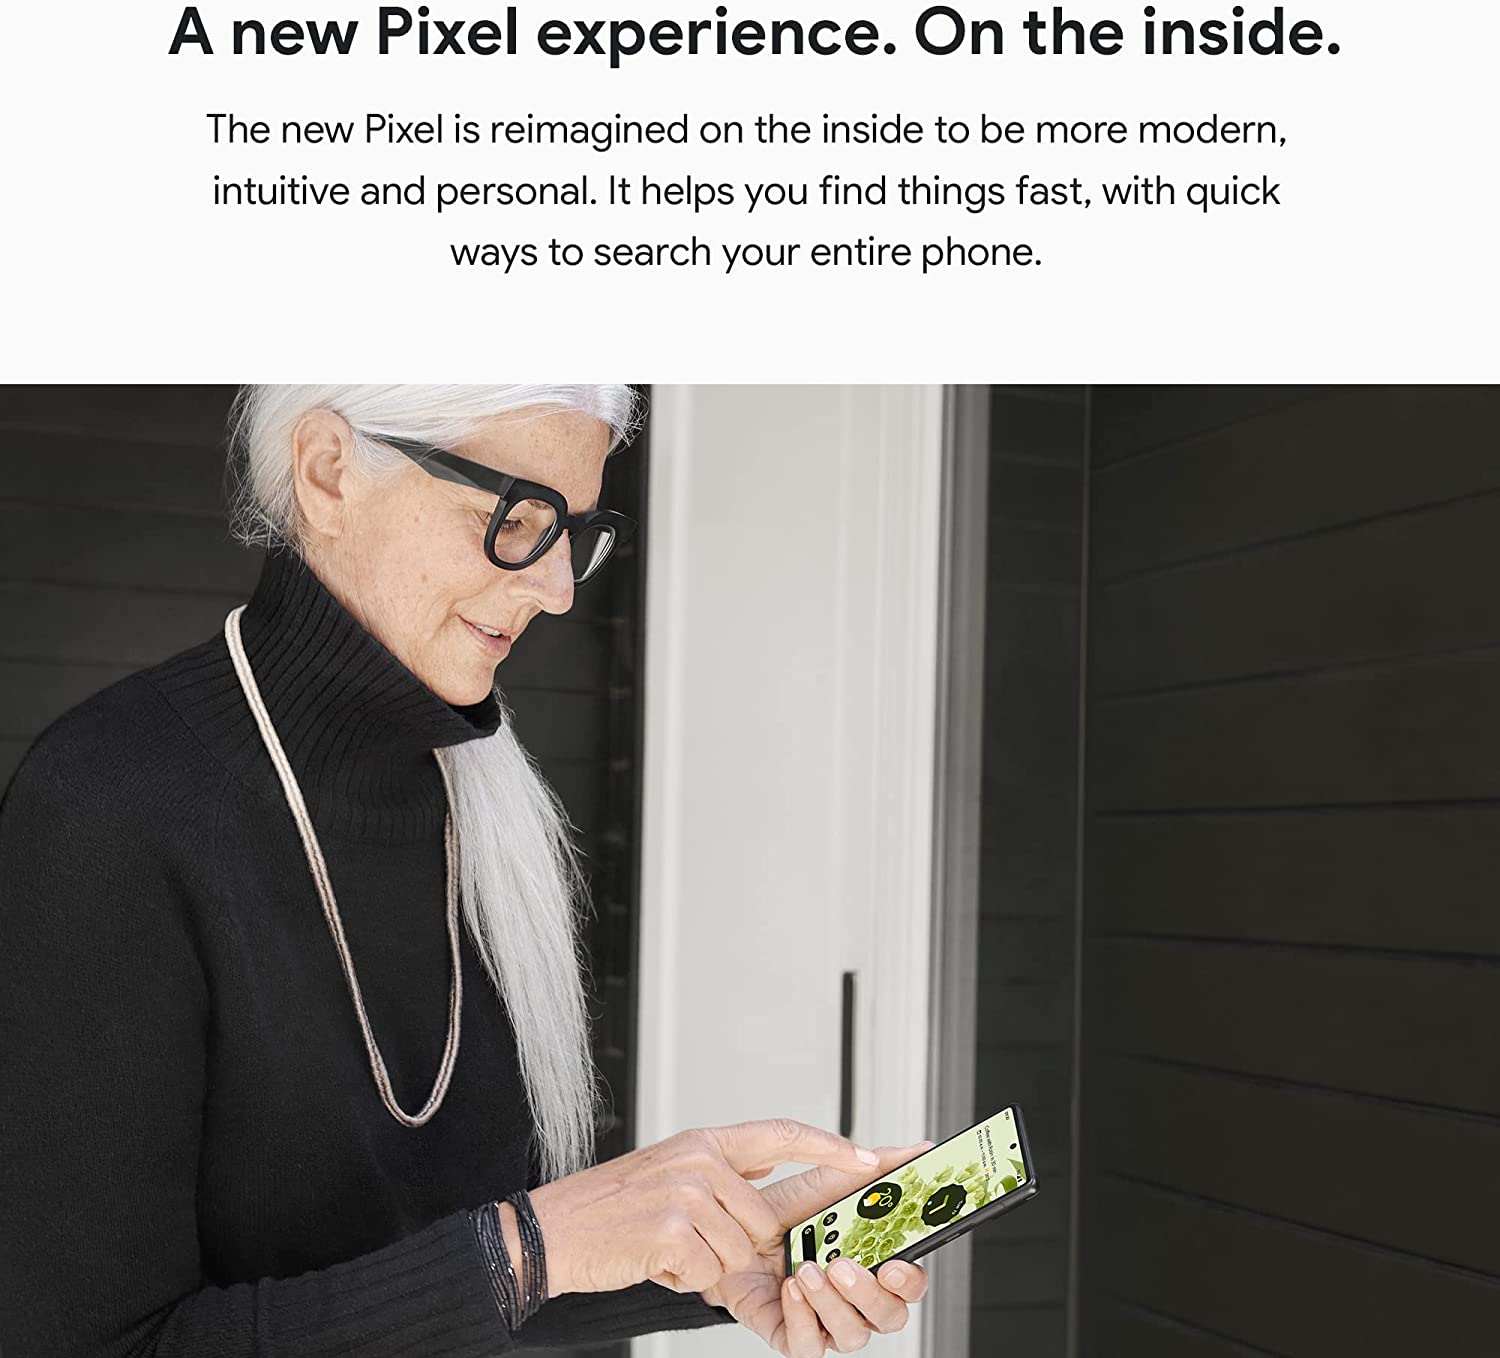 A new Pixel experience. On the inside.
The new Pixel is reimagined on the inside to be more modern,
intuitive and personal. It helps you find things fast, with quick
ways to search your entire phone.